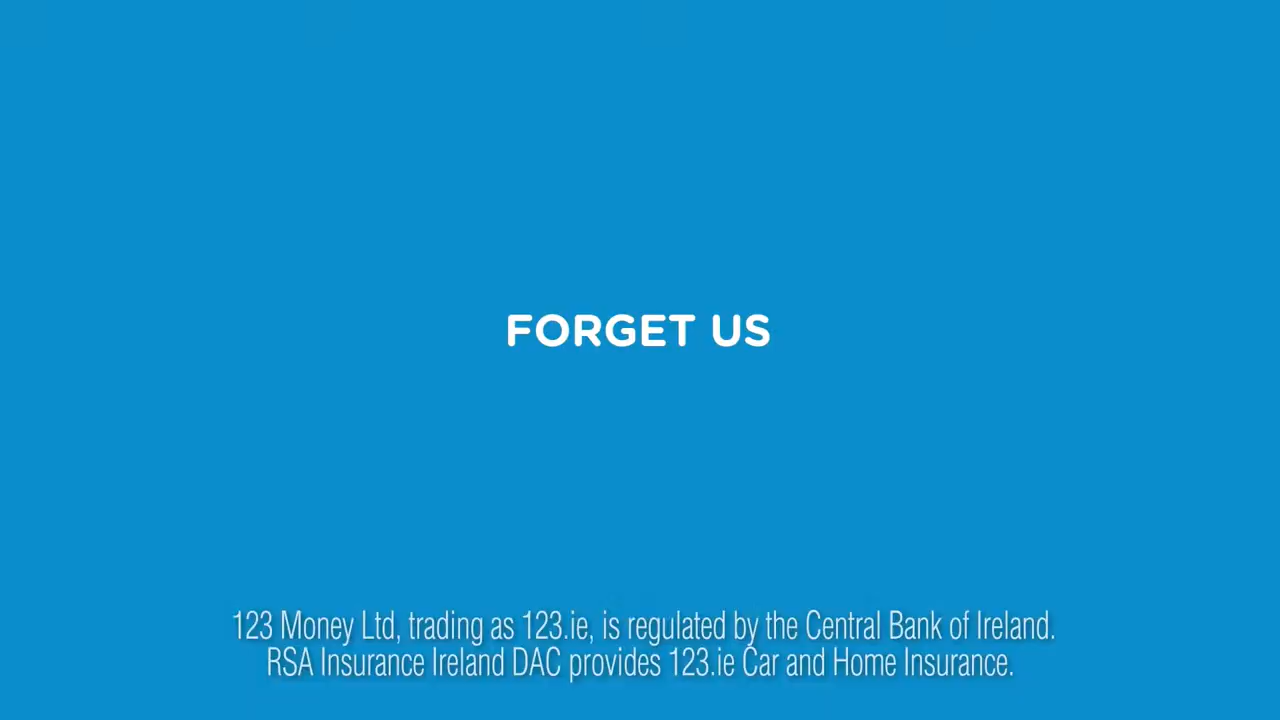 FORGET US
123 Money Ltd, trading as 123.ie, is regulated by the Central Bank of Ireland.
RSA Insurance Ireland DAC provides 123.ie Car and Home Insurance.